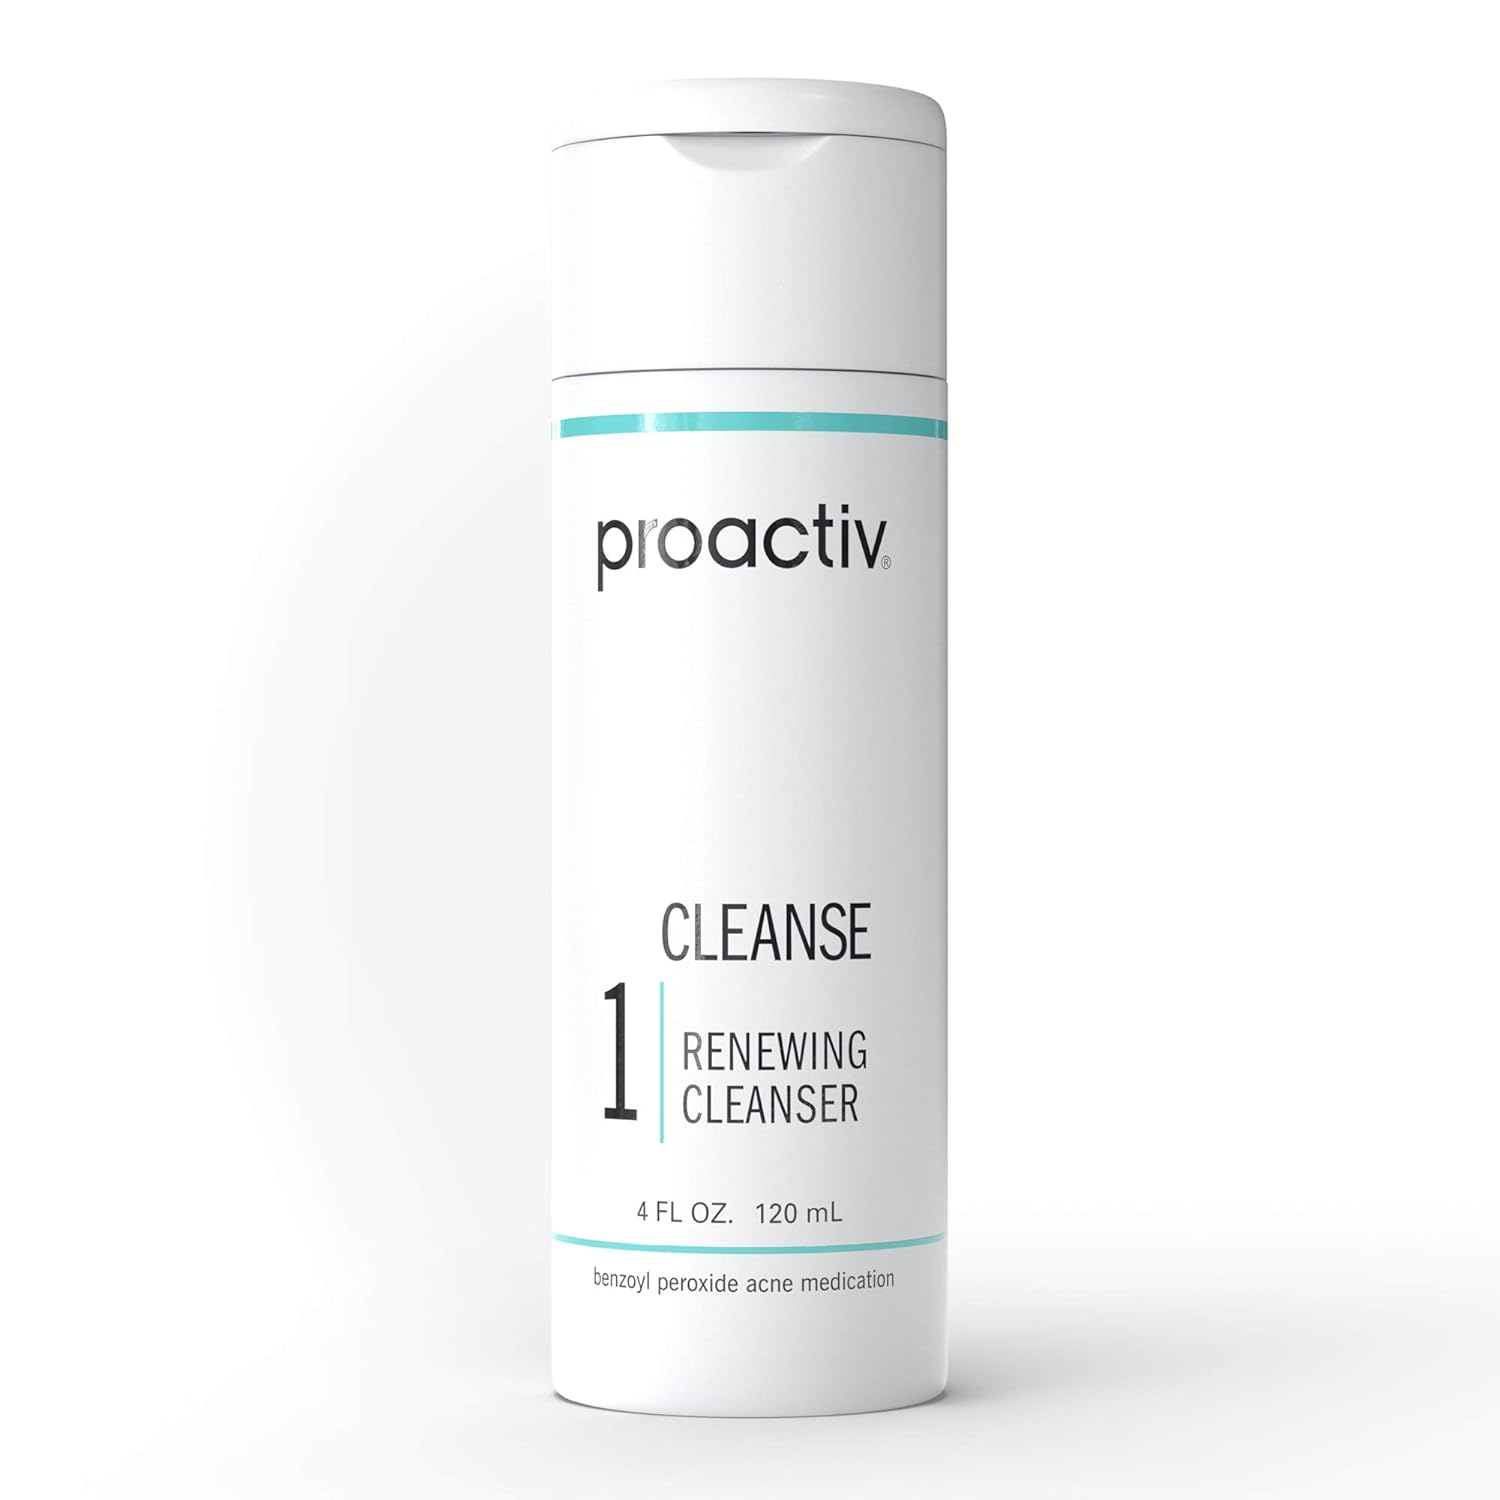 proactiv®
CLEANSE
1
RENEWING
CLEANSER
4 FL OZ. 120 mL
benzoyl peroxide acne medication